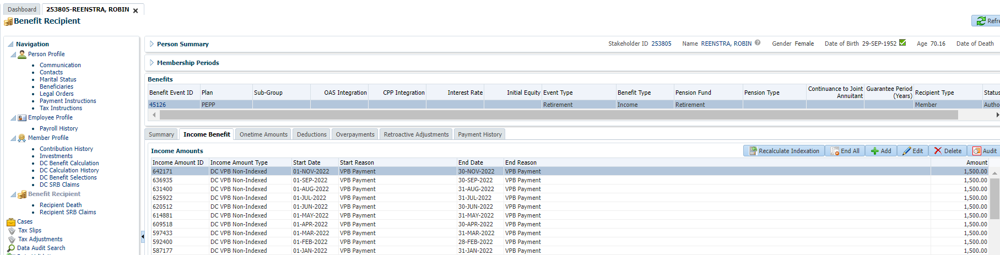 Dashboard 253805-REENSTRA, ROBIN
Benefit Recipient
Refre
Navigation
Person Profile
Communication
Contacts
Marital Status
Beneficiaries
Legal Orders
Payment Instructions
Tax Instructions
Employee Profile
Payroll History
Member Profile
Contribution History
Investments
DC Benefit Calculation
DC Calculation History
DC Benefit Selections
DC SRB Claims
Benefit Recipient
Recipient Death
Recipient SRB Claims
Cases
Tax Slips
Tax Adjustments
Data Audit Search
Person Summary Stakeholder ID 253805 Name REENSTRA, ROBIN Gender Female Date of Birth 29-SEP-1952 Age 70.16 Date of Death
Membership Periods
Benefits
Benefit Event ID Plan Sub-Group OAS Integration CPP Integration Interest Rate Initial Equity Event Type Benefit Type Pension Fund Pension Type Continuance to Joint Annuitant Guarantee Period (Years) Recipient Type Status
45126 PEPP Retirement Income Retirement Member Autho
Summary Income Benefit Onetime Amounts Deductions Overpayments Retroactive Adjustments Payment History
Income Amounts Recalculate Indexation End All Add Edit Delete Audit
Income Amount ID Income Amount Type Start Date Start Reason End Date End Reason Amount
642171 DC VPB Non-Indexed 01-NOV-2022 VPB Payment 30-NOV-2022 VPB Payment 1,500.00
636935 DC VPB Non-Indexed 01-SEP-2022 VPB Payment 30-SEP-2022 VPB Payment 1,500.00
631400 DC VPB Non-Indexed 01-AUG-2022 VPB Payment 31-AUG-2022 VPB Payment 1,500.00
625922 DC VPB Non-Indexed 01-JUL-2022 VPB Payment 31-JUL-2022 VPB Payment 1,500.00
620512 DC VPB Non-Indexed 01-JUN-2022 VPB Payment 30-JUN-2022 VPB Payment 1,500.00
614881 DC VPB Non-Indexed 01-MAY-2022 VPB Payment 31-MAY-2022 VPB Payment 1,500.00
609518 DC VPB Non-Indexed 01-APR-2022 VPB Payment 30-APR-2022 VPB Payment 1,500.00
597433 DC VPB Non-Indexed 01-MAR-2022 VPB Payment 31-MAR-2022 VPB Payment 1,500.00
592400 DC VPB Non-Indexed 01-FEB-2022 VPB Payment 28-FEB-2022 VPB Payment 1,500.00
587177 DC VPB Non-Indexed 01-JAN-2022 VPB Payment 31-JAN-2022 VPB Payment 1,500.00